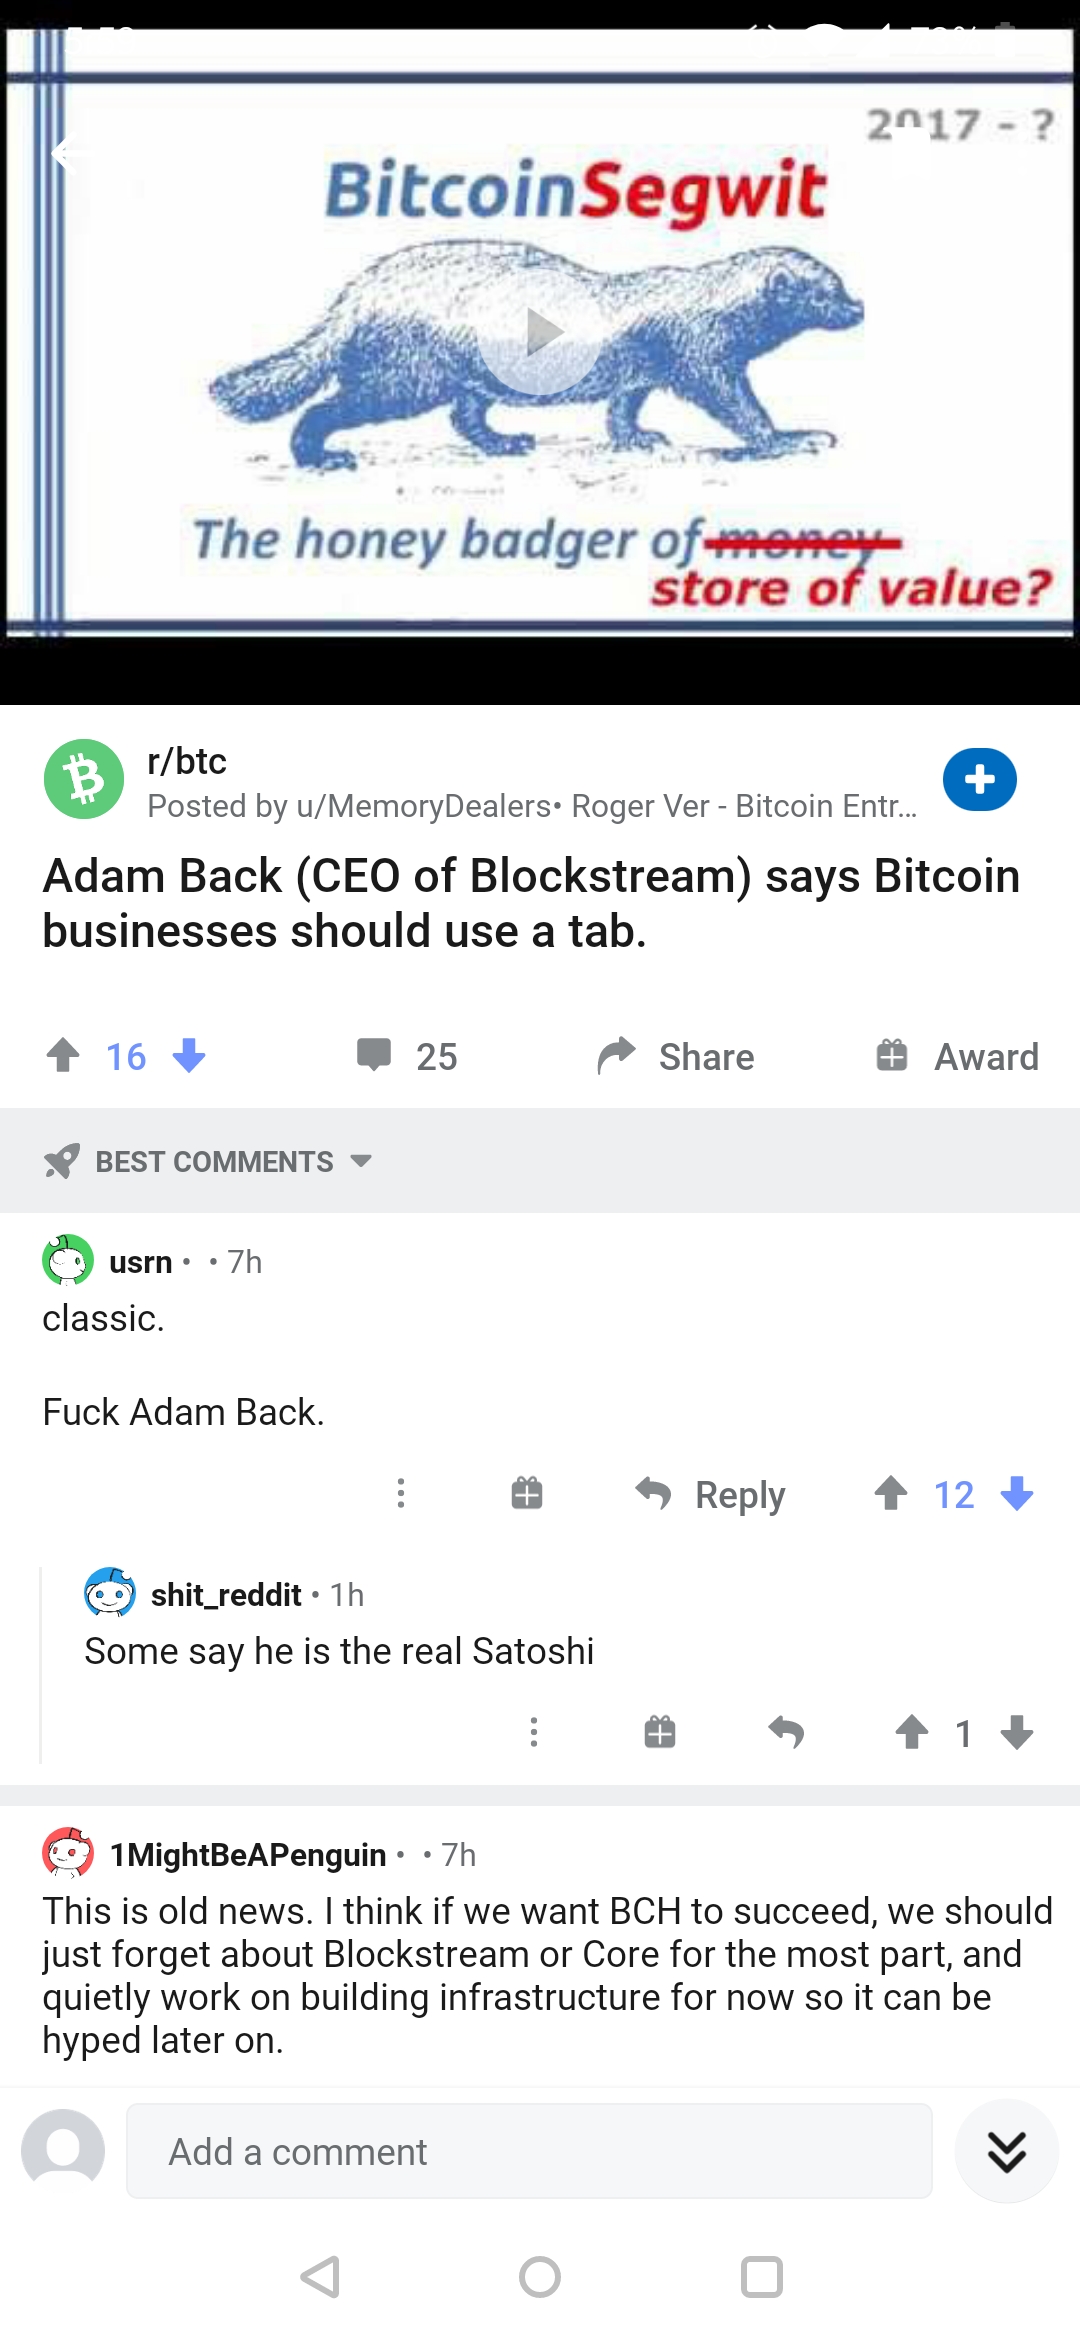 2017 - ?
BitcoinSegwit
The honey badger of money
store of value?
r/btc
Posted by u/MemoryDealers• Roger Ver - Bitcoin Entr...
Adam Back (CEO of Blockstream) says Bitcoin
businesses should use a tab.
16 25 Share Award
BEST COMMENTS
usrn • • 7h
classic.
Fuck Adam Back.
Reply 12
shit_reddit • 1h
Some say he is the real Satoshi
1
1MightBeAPenguin • • 7h
This is old news. I think if we want BCH to succeed, we should
just forget about Blockstream or Core for the most part, and
quietly work on building infrastructure for now so it can be
hyped later on.
Add a comment